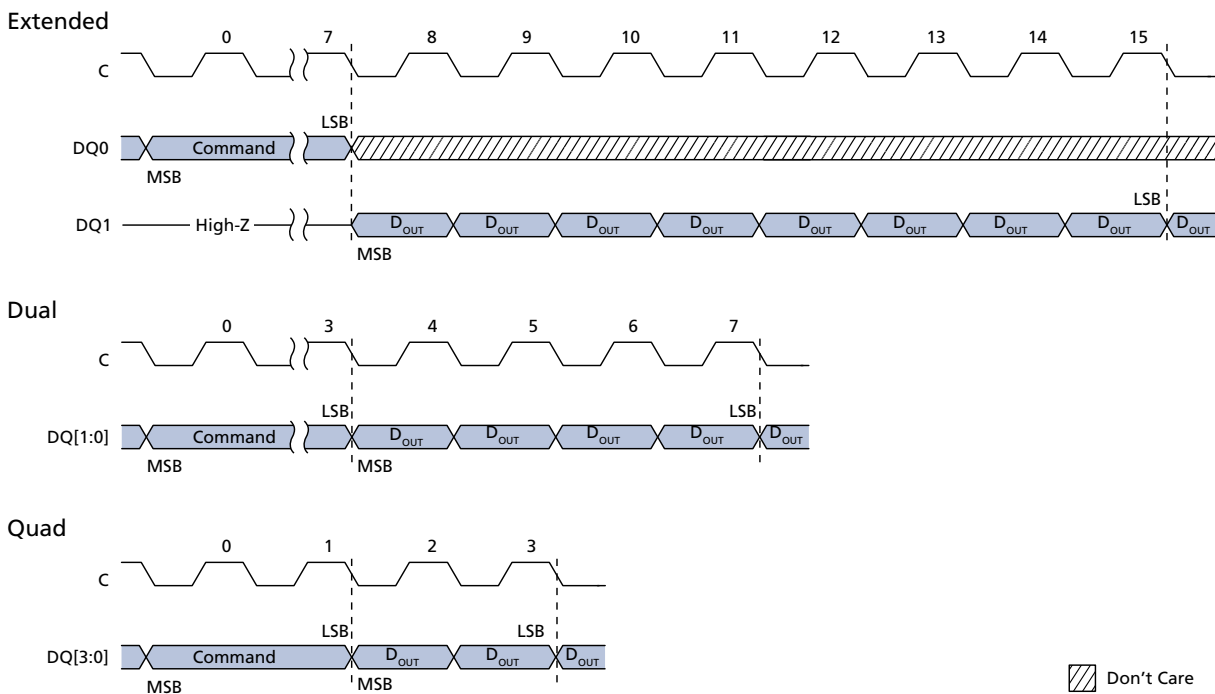 Extended
0 7 8 9 10 11 12 13 14 15
C
LSB
DQ0 Command
MSB
LSB
DQ1 High-Z DOUT DOUT DOUT DOUT DOUT DOUT DOUT DOUT DOUT
MSB
Dual
0 3 4 5 6 7
C
LSB LSB
DQ[1:0] Command DOUT DOUT DOUT DOUT DOUT
MSB MSB
Quad
0 1 2 3
C
LSB LSB
DQ[3:0] Command DOUT DOUT DOUT
MSB MSB
Don't Care